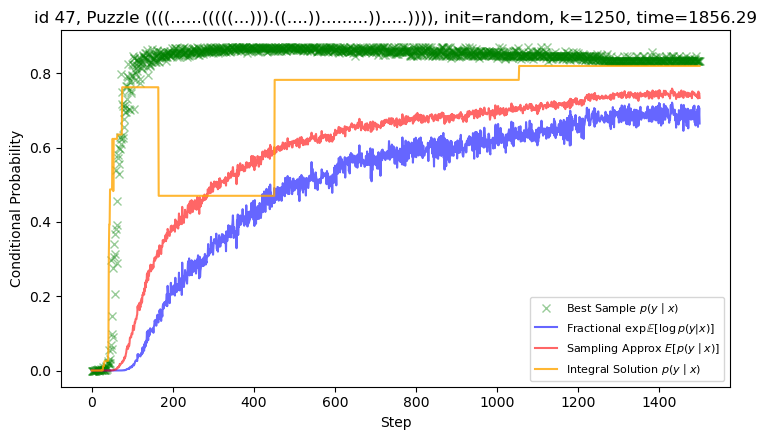 id 47, Puzzle ((((......(((((...))).((....)).........)).....)))), init=random, k=1250, time=1856.29
Conditional Probability
0.8
0.6
0.4
0.2
0.0
Best Sample p(y | x)
Fractional exp 𝔼[log p(y|x)]
Sampling Approx E[p(y | x)]
Integral Solution p(y | x)
0 200 400 600 800 1000 1200 1400
Step